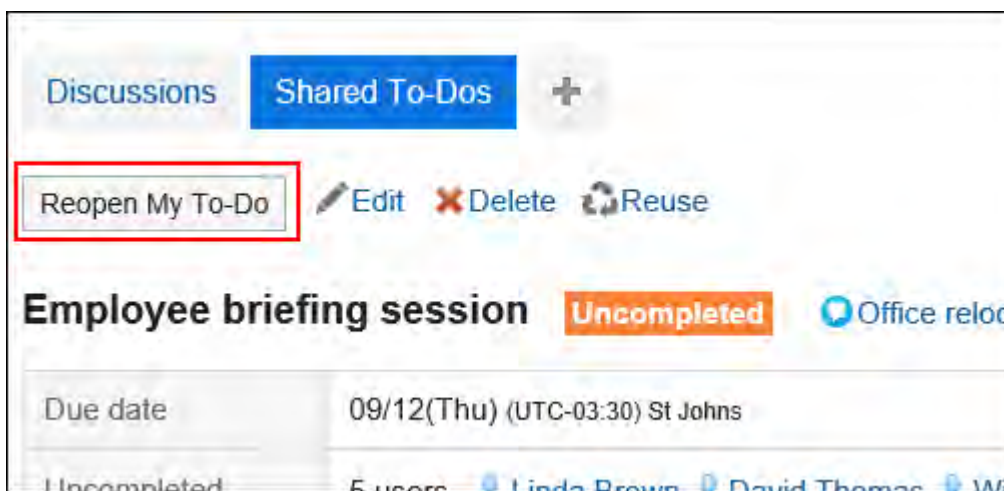 Discussions Shared To-Dos
Reopen My To-Do Edit Delete Reuse
Employee briefing session Uncompleted Office reloc
Due date 09/12(Thu) (UTC-03:30) St Johns
Uncompleted 5 users Linda Brown David Thomas